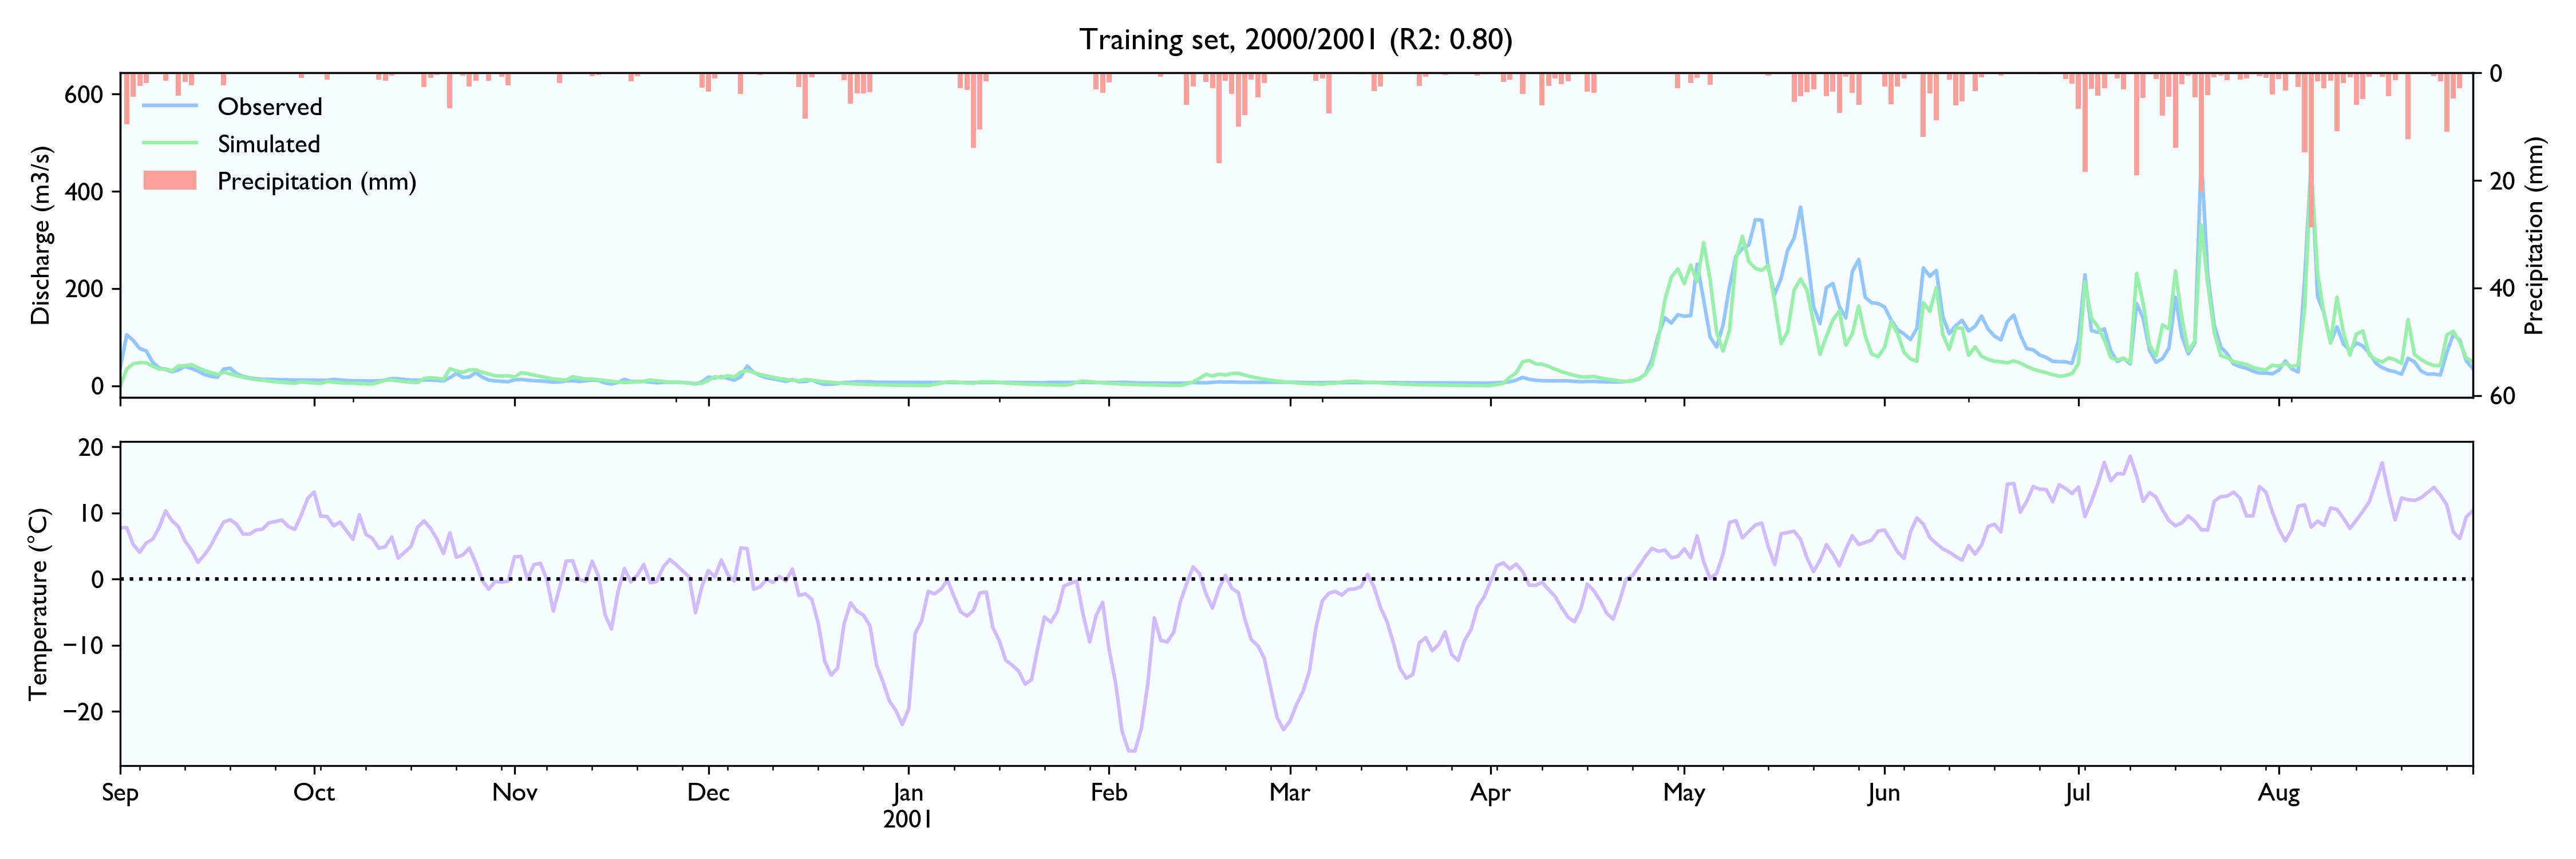 Training set, 2000/2001 (R2: 0.80)
Discharge (m3/s)
600
400
200
0
Observed
Simulated
Precipitation (mm)
0
20
40
60
Precipitation (mm)
Temperature (°C)
20
10
0
−10
−20
Sep Oct Nov Dec Jan Feb Mar Apr May Jun Jul Aug
2001